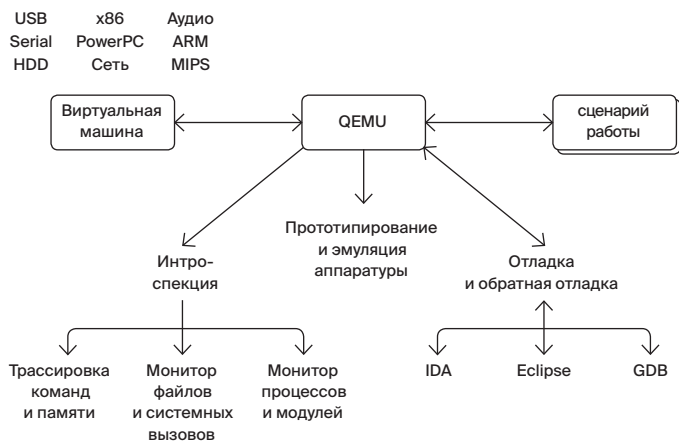 USB x86 Аудио
Serial PowerPC ARM
HDD Сеть MIPS
Виртуальная
машина
QEMU
сценарий
работы
Прототипирование
и эмуляция
аппаратуры
Интро-
спекция
Отладка
и обратная отладка
Трассировка
команд
и памяти
Монитор
файлов
и системных
вызовов
Монитор
процессов
и модулей
IDA
Eclipse
GDB